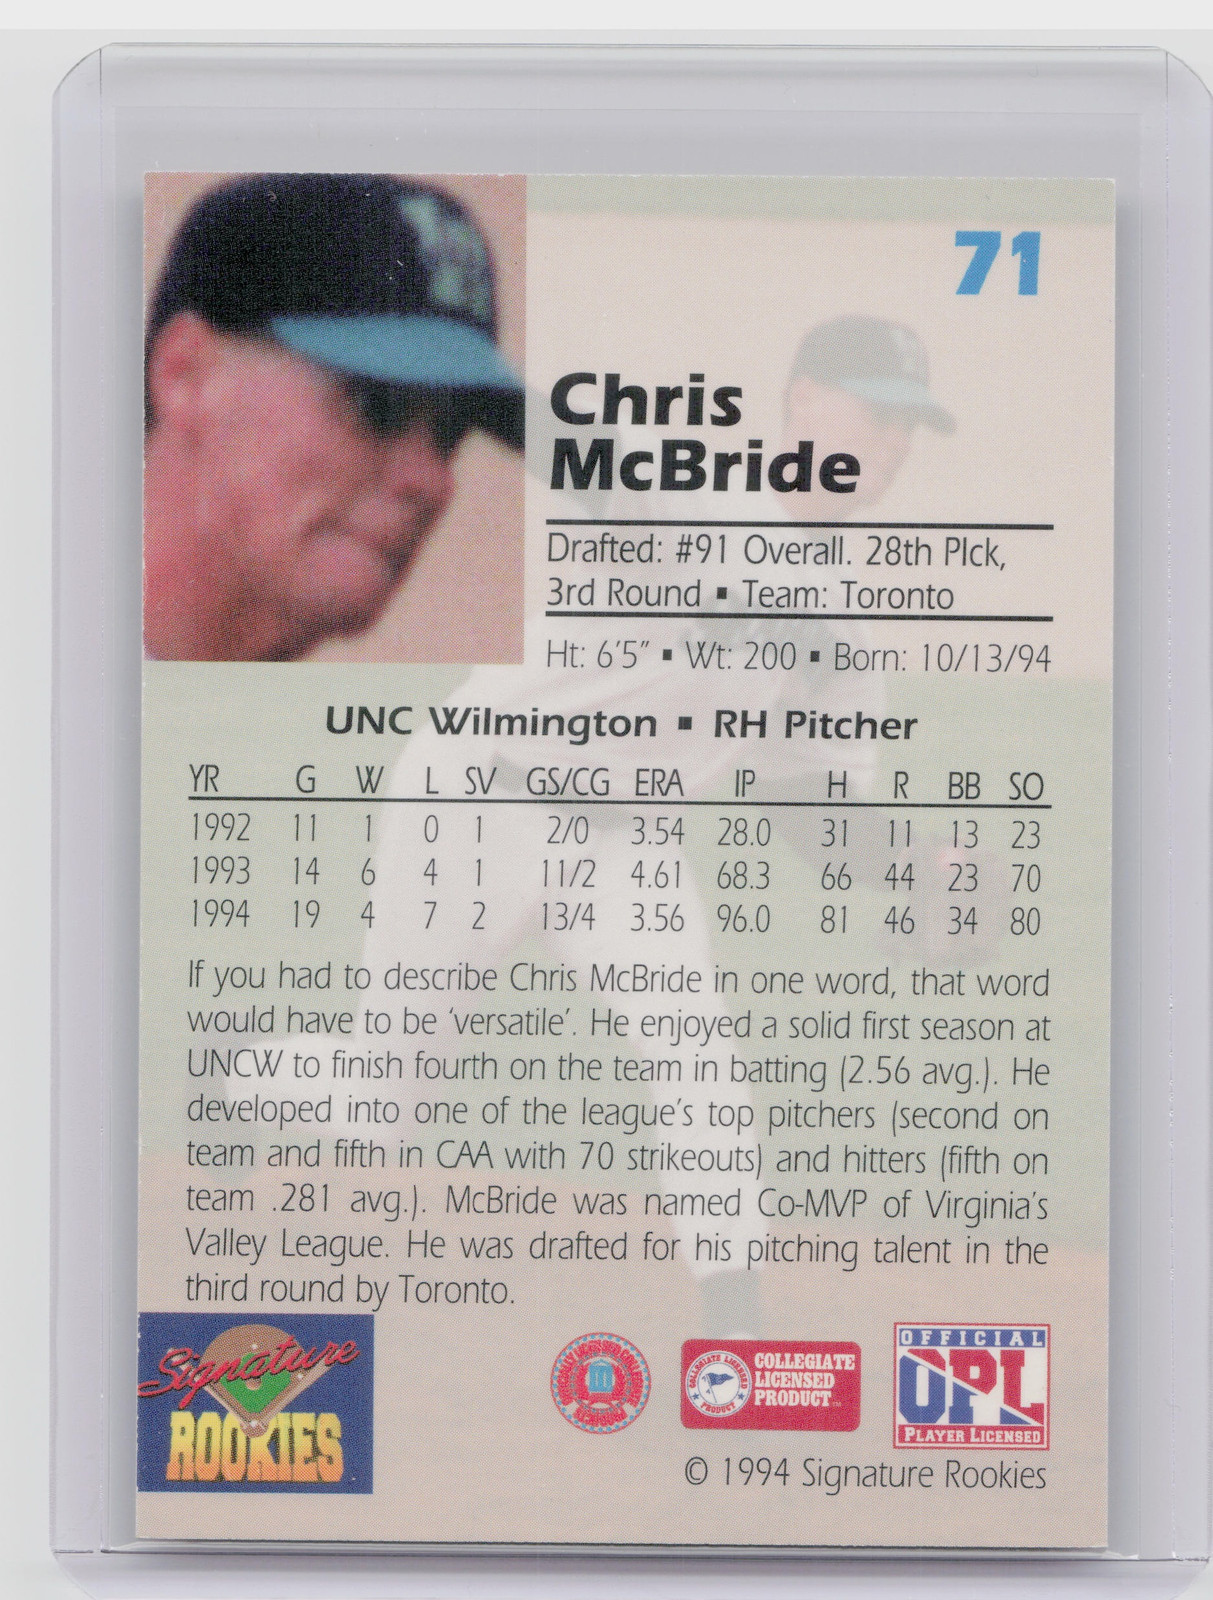 71
Chris
McBride
Drafted: #91 Overall. 28th PIck,
3rd Round ▪ Team: Toronto
Ht: 6'5" ▪ Wt: 200 ▪ Born: 10/13/94
UNC Wilmington ▪ RH Pitcher
YR G W L SV GS/CG ERA IP H R BB SO
1992 11 1 0 1 2/0 3.54 28.0 31 11 13 23
1993 14 6 4 1 11/2 4.61 68.3 66 44 23 70
1994 19 4 7 2 13/4 3.56 96.0 81 46 34 80
If you had to describe Chris McBride in one word, that word
would have to be ‘versatile’. He enjoyed a solid first season at
UNCW to finish fourth on the team in batting (2.56 avg.). He
developed into one of the league's top pitchers (second on
team and fifth in CAA with 70 strikeouts) and hitters (fifth on
team .281 avg.). McBride was named Co-MVP of Virginia's
Valley League. He was drafted for his pitching talent in the
third round by Toronto.
Signature
ROOKIES
COLLEGIATE LICENSED
PRODUCT
COLLEGIATE
LICENSED
PRODUCT™
OFFICIAL
OPL
PLAYER LICENSED
© 1994 Signature Rookies